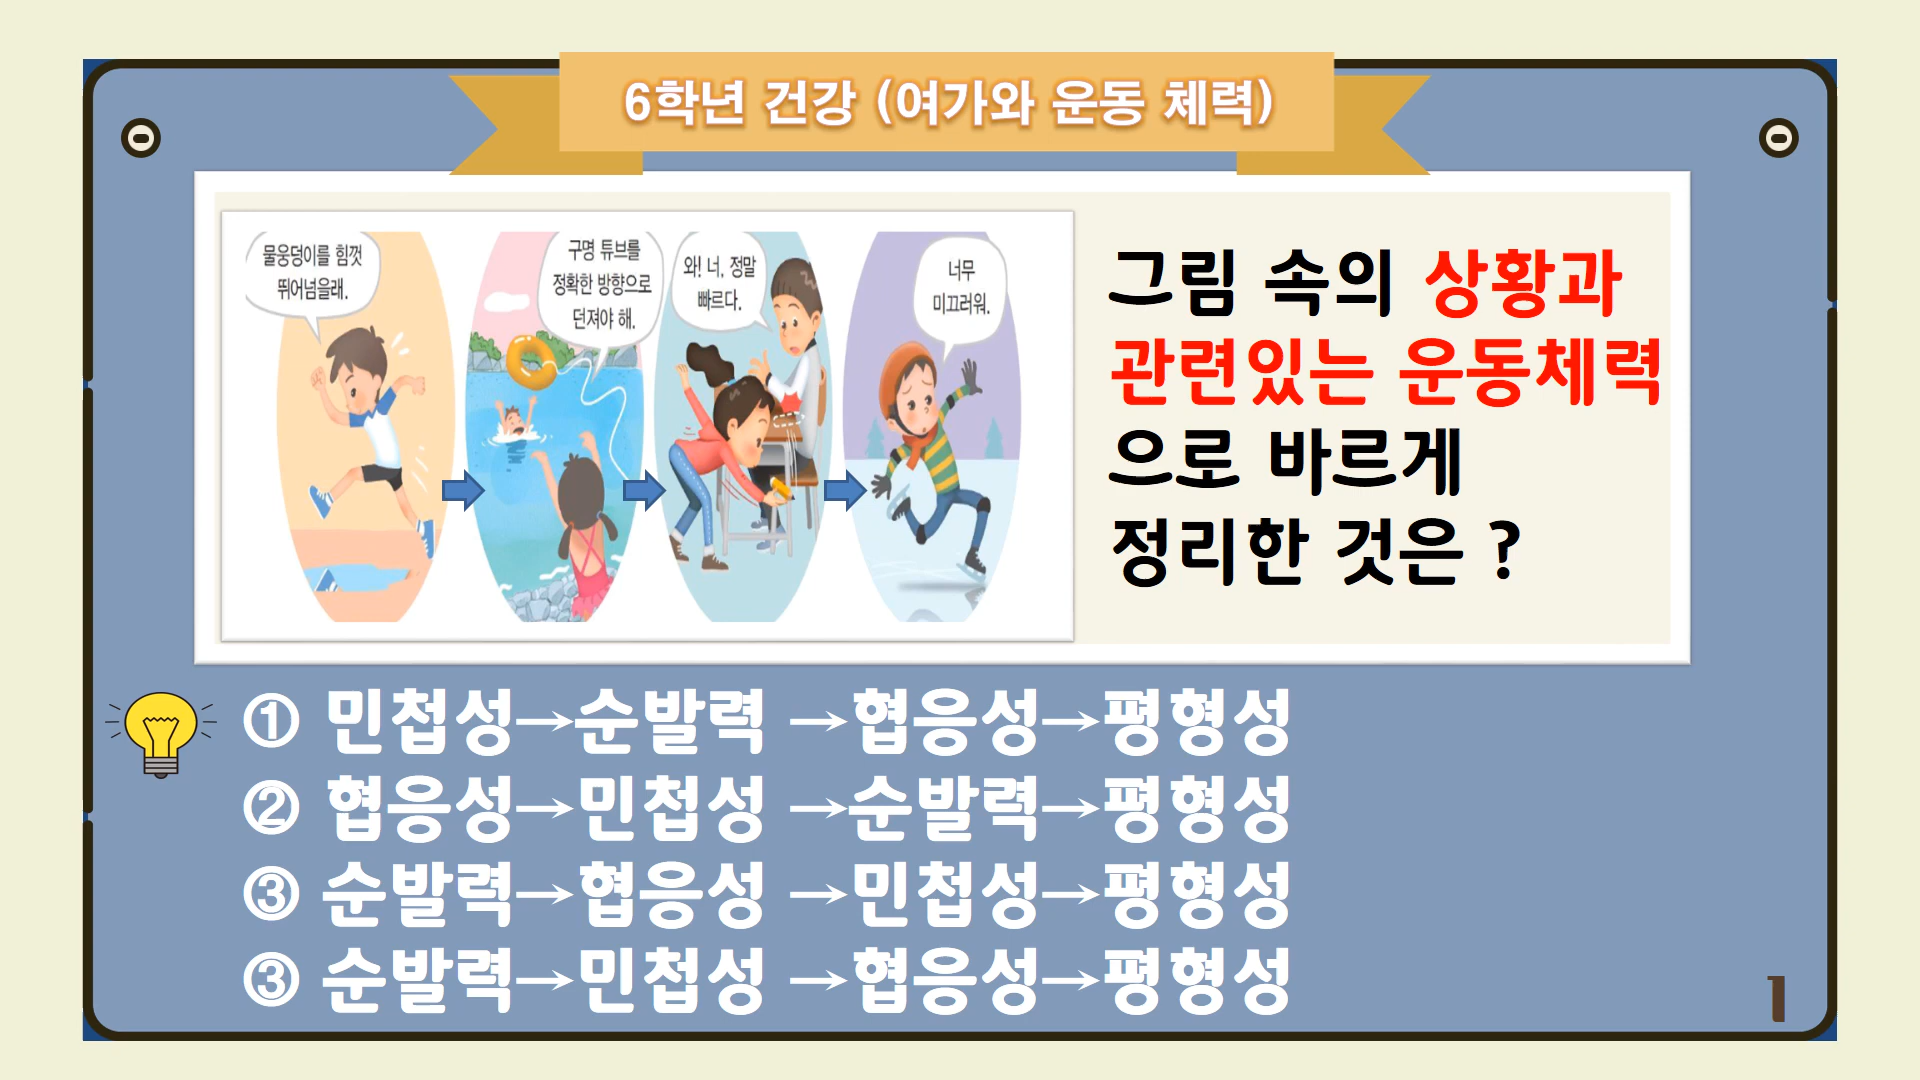 6학년 건강 (여가와 운동 체력)
물웅덩이를 힘껏
뛰어넘을래.
구명 튜브를
정확한 방향으로
던져야 해.
와! 너, 정말
빠르다.
너무
미끄러워.
그림 속의 상황과
관련있는 운동체력
으로 바르게
정리한 것은 ?
① 민첩성→순발력 →협응성→평형성
② 협응성→민첩성 →순발력→평형성
③ 순발력→협응성 →민첩성→평형성
③ 순발력→민첩성 →협응성→평형성
1